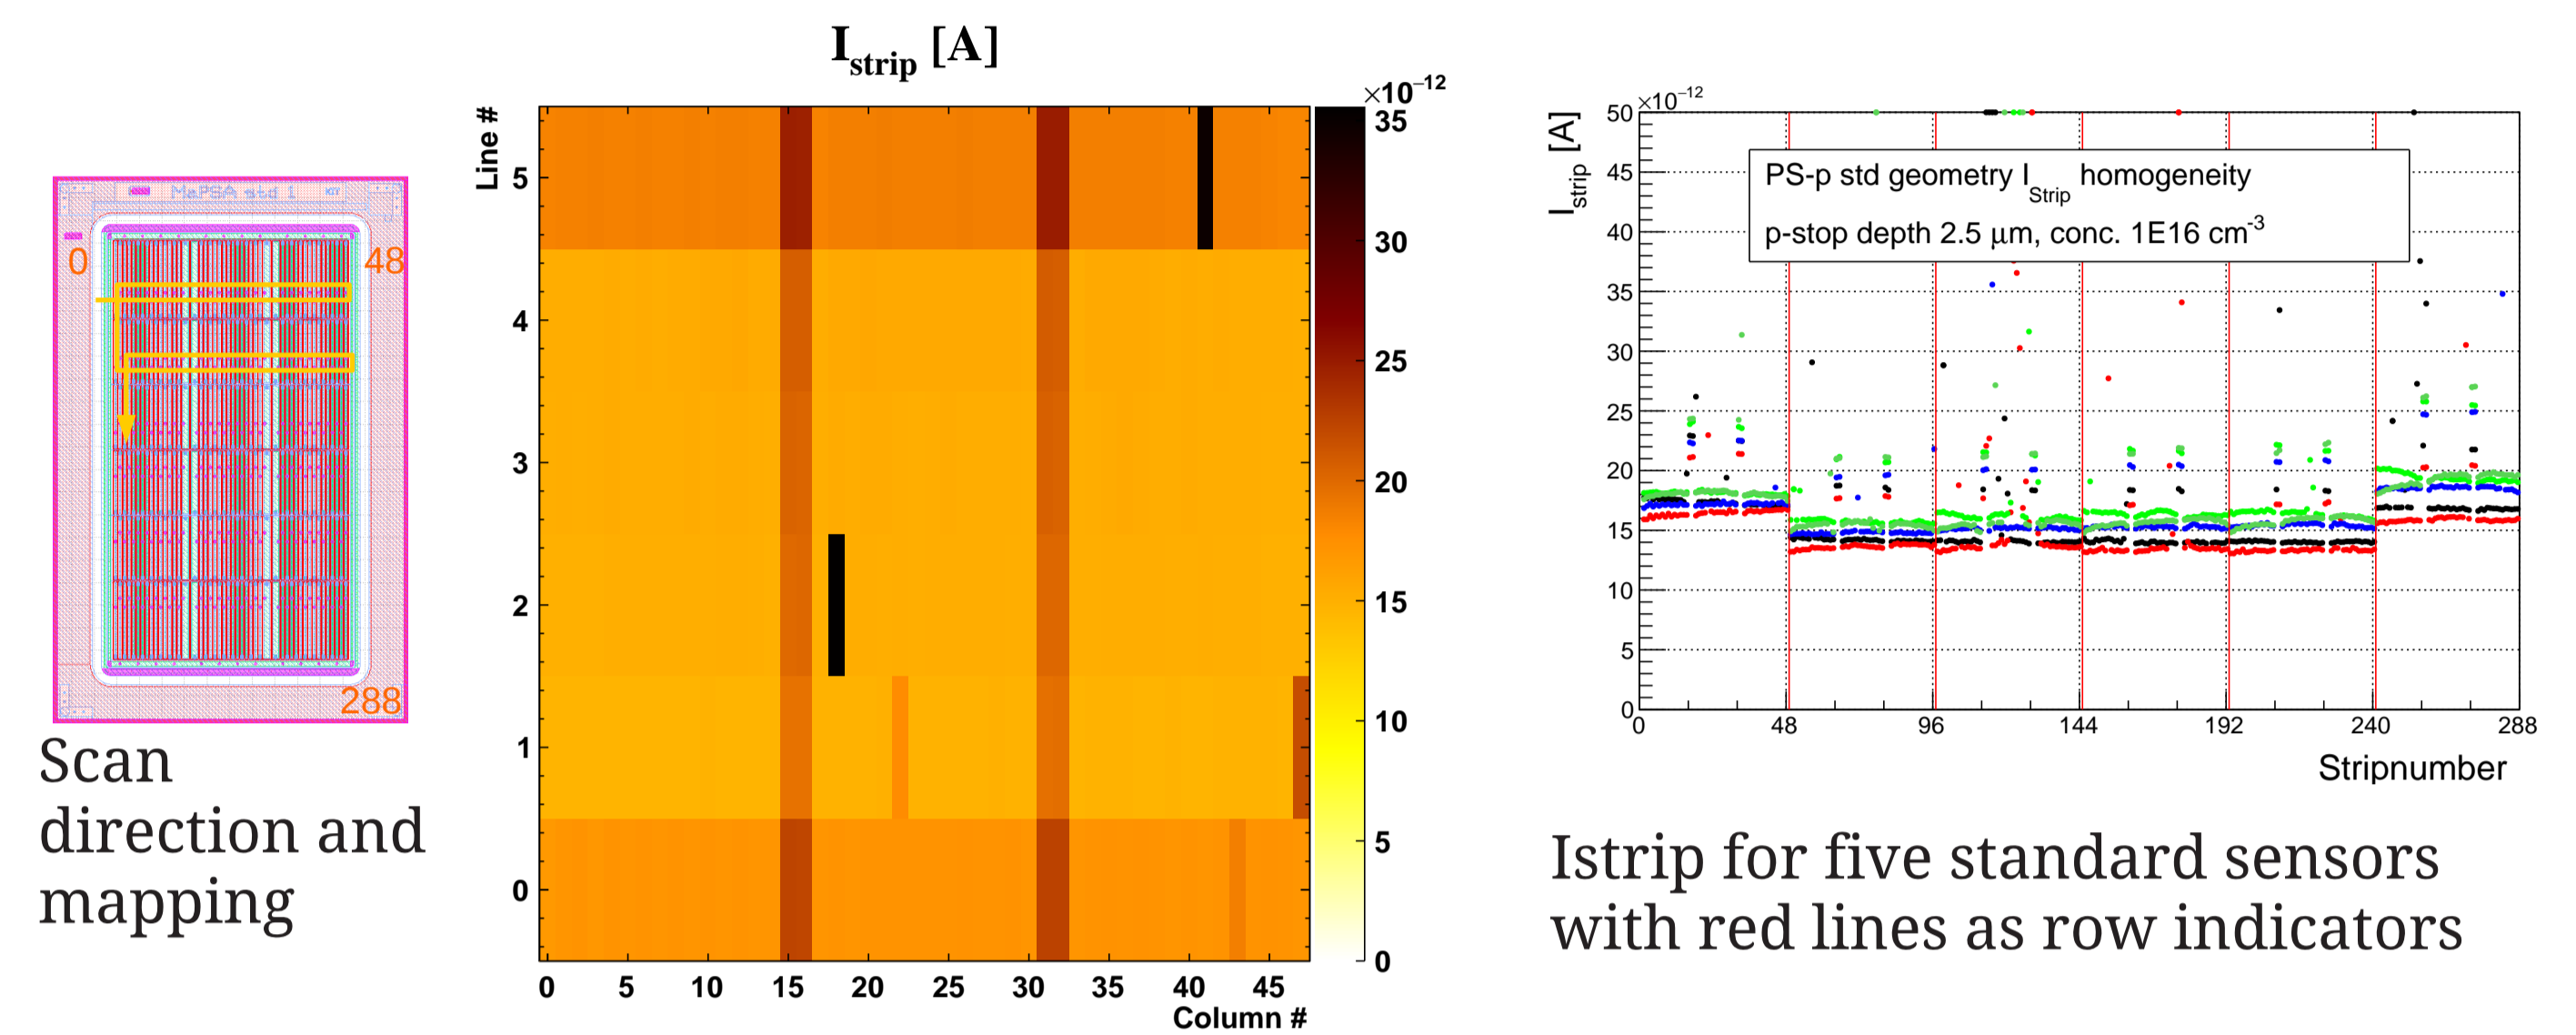 MaPSA std 1
KIT
0
48
288
Scan
direction and
mapping
Istrip [A]
×10−12
Line #
5
4
3
2
1
0
0 5 10 15 20 25 30 35 40 45
Column #
35
30
25
20
15
10
5
0
Istrip [A]
×10−12
50
45
40
35
30
25
20
15
10
5
0
PS-p std geometry IStrip homogeneity
p-stop depth 2.5 μm, conc. 1E16 cm-3
0 48 96 144 192 240 288
Stripnumber
Istrip for five standard sensors
with red lines as row indicators